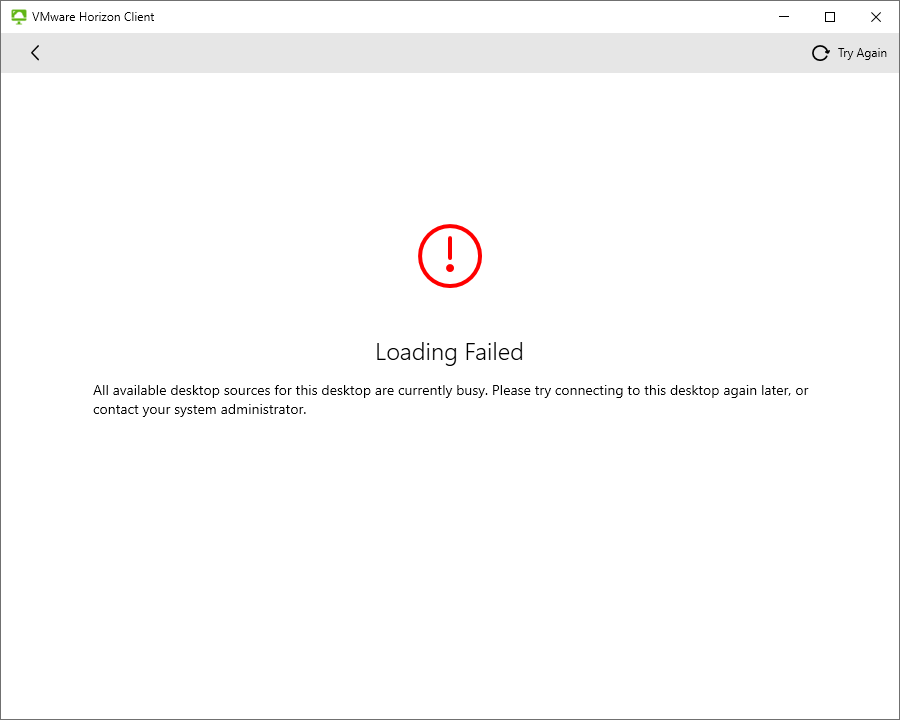 VMware Horizon Client
Try Again
Loading Failed
All available desktop sources for this desktop are currently busy. Please try connecting to this desktop again later, or
contact your system administrator.